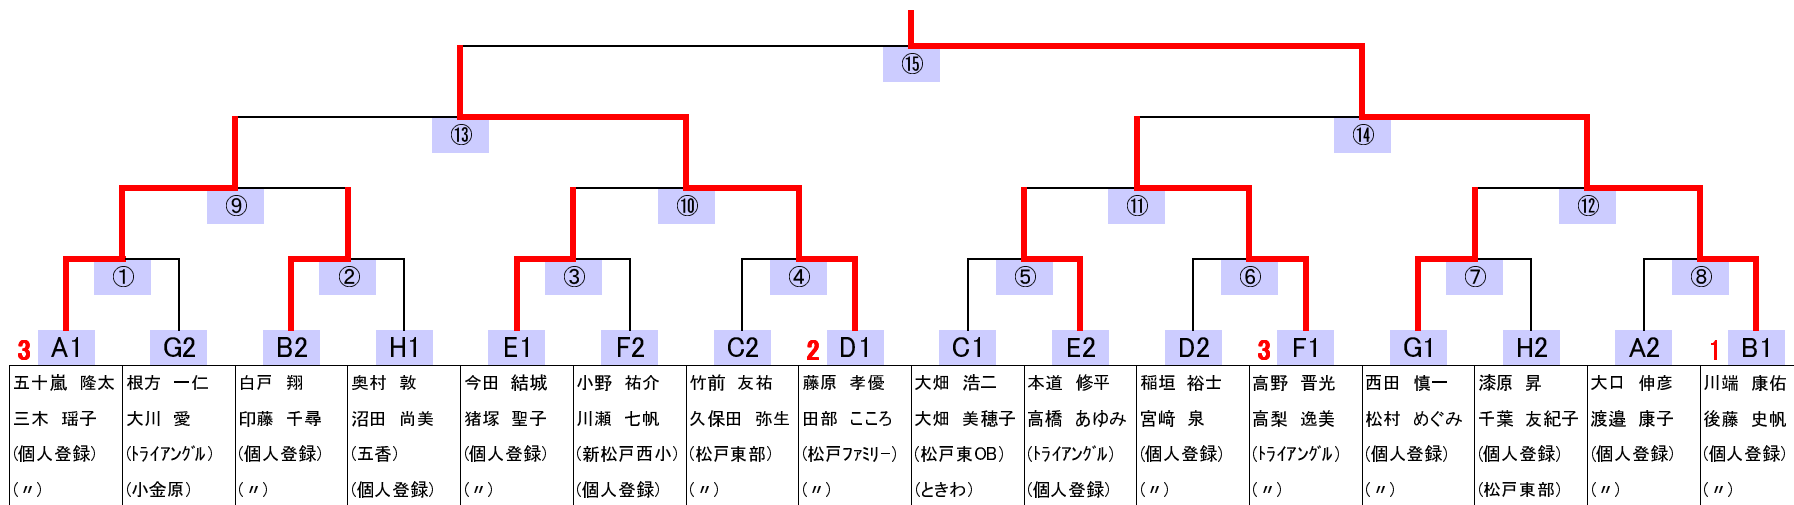 ⑮
⑬ ⑭
⑨ ⑩ ⑪ ⑫
① ② ③ ④ ⑤ ⑥ ⑦ ⑧
3 A1 G2 B2 H1 E1 F2 C2 2 D1 C1 E2 D2 3 F1 G1 H2 A2 1 B1
五十嵐 隆太 根方 一仁 白戸 翔 奥村 敦 今田 結城 小野 祐介 竹前 友祐 藤原 孝優 大畑 浩二 本道 修平 稲垣 裕士 高野 晋光 西田 慎一 漆原 昇 大口 伸彦 川端 康佑
三木 瑶子 大川 愛 印藤 千尋 沼田 尚美 猪塚 聖子 川瀬 七帆 久保田 弥生 田部 こころ 大畑 美穂子 高橋 あゆみ 宮﨑 泉 高梨 逸美 松村 めぐみ 千葉 友紀子 渡邉 康子 後藤 史帆
(個人登録) (ﾄﾗｲｱﾝｸﾞﾙ) (個人登録) (五香) (個人登録) (新松戸西小) (松戸東部) (松戸ﾌｧﾐﾘｰ) (松戸東OB) (ﾄﾗｲｱﾝｸﾞﾙ) (個人登録) (ﾄﾗｲｱﾝｸﾞﾙ) (個人登録) (個人登録) (個人登録) (個人登録)
(〃) (小金原) (〃) (個人登録) (〃) (個人登録) (〃) (〃) (ときわ) (個人登録) (〃) (〃) (〃) (松戸東部) (〃) (〃)